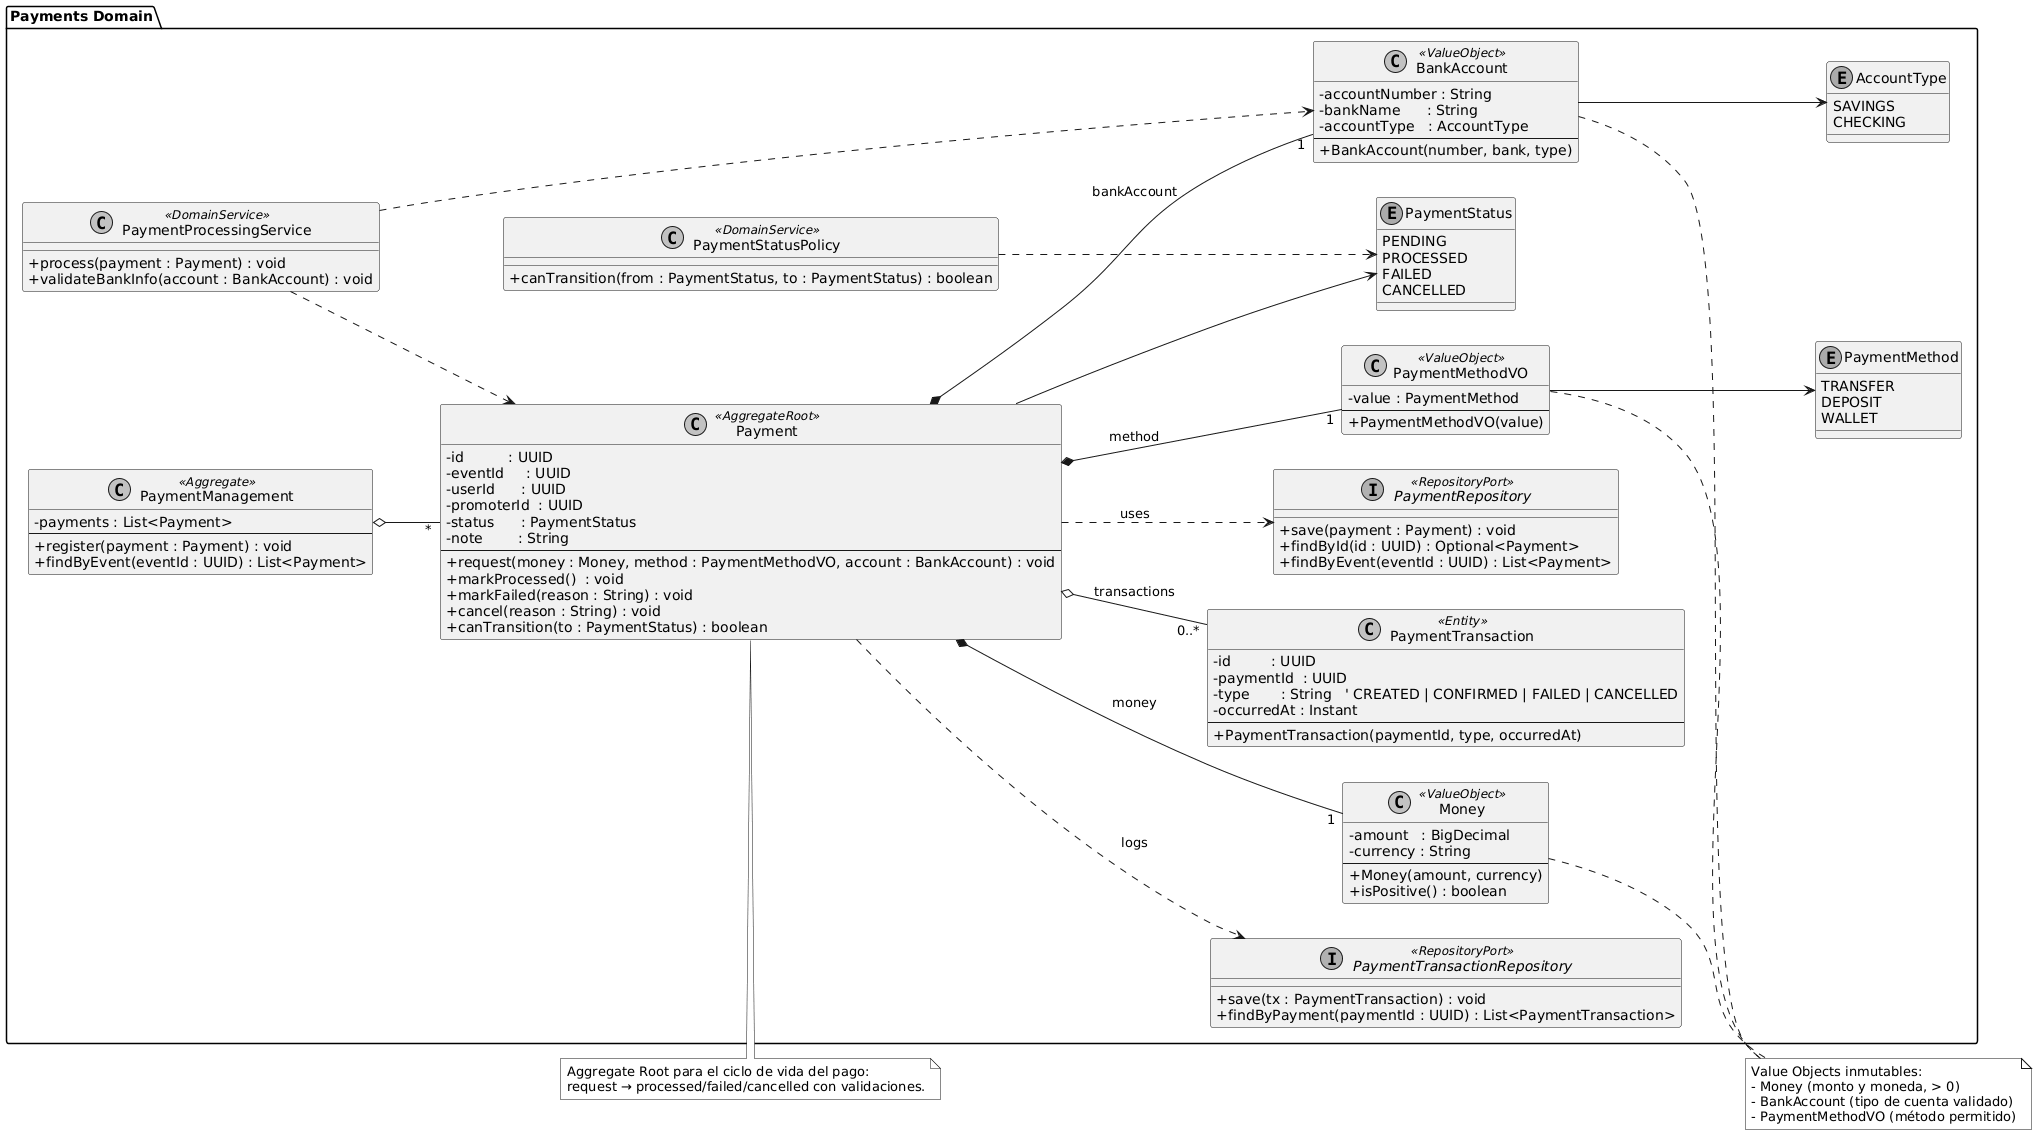 Payments Domain
«ValueObject»
C BankAccount
-accountNumber : String
-bankName : String
-accountType : AccountType
+BankAccount(number, bank, type)
E AccountType
SAVINGS
CHECKING
1
bankAccount
«DomainService»
C PaymentProcessingService
+process(payment : Payment) : void
+validateBankInfo(account : BankAccount) : void
«DomainService»
C PaymentStatusPolicy
+canTransition(from : PaymentStatus, to : PaymentStatus) : boolean
E PaymentStatus
PENDING
PROCESSED
FAILED
CANCELLED
«ValueObject»
C PaymentMethodVO
-value : PaymentMethod
+PaymentMethodVO(value)
E PaymentMethod
TRANSFER
DEPOSIT
WALLET
1
method
«AggregateRoot»
C Payment
-id : UUID
-eventId : UUID
-userId : UUID
-promoterId : UUID
-status : PaymentStatus
-note : String
+request(money : Money, method : PaymentMethodVO, account : BankAccount) : void
+markProcessed() : void
+markFailed(reason : String) : void
+cancel(reason : String) : void
+canTransition(to : PaymentStatus) : boolean
«Aggregate»
C PaymentManagement
-payments : List<Payment>
+register(payment : Payment) : void
+findByEvent(eventId : UUID) : List<Payment>
*
uses
«RepositoryPort»
I PaymentRepository
+save(payment : Payment) : void
+findById(id : UUID) : Optional<Payment>
+findByEvent(eventId : UUID) : List<Payment>
transactions
0..*
«Entity»
C PaymentTransaction
-id : UUID
-paymentId : UUID
-type : String ' CREATED | CONFIRMED | FAILED | CANCELLED
-occurredAt : Instant
+PaymentTransaction(paymentId, type, occurredAt)
money
1
«ValueObject»
C Money
-amount : BigDecimal
-currency : String
+Money(amount, currency)
+isPositive() : boolean
logs
«RepositoryPort»
I PaymentTransactionRepository
+save(tx : PaymentTransaction) : void
+findByPayment(paymentId : UUID) : List<PaymentTransaction>
Aggregate Root para el ciclo de vida del pago:
request → processed/failed/cancelled con validaciones.
Value Objects inmutables:
- Money (monto y moneda, > 0)
- BankAccount (tipo de cuenta validado)
- PaymentMethodVO (método permitido)